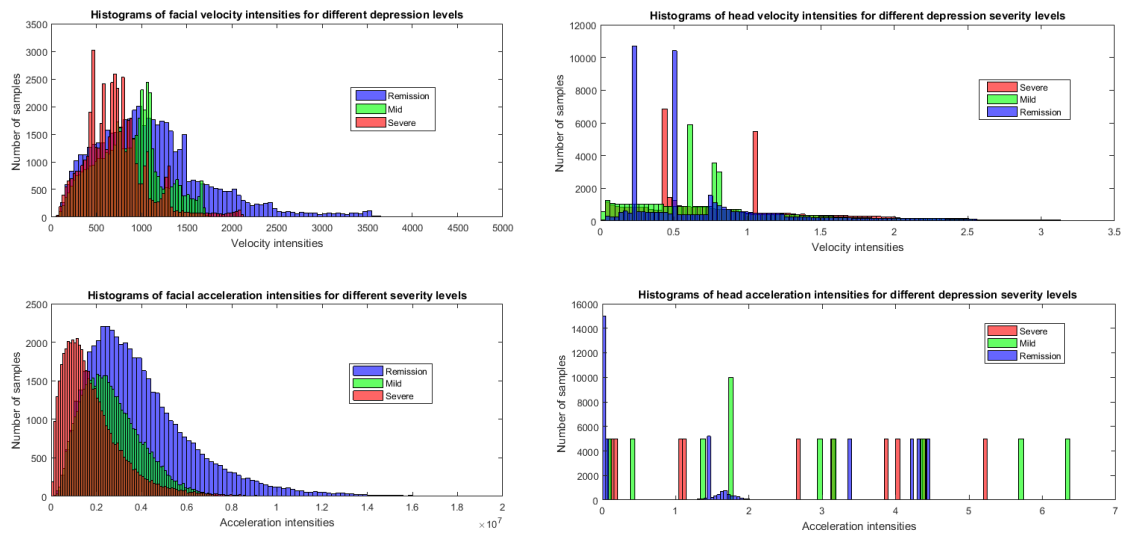 Histograms of facial velocity intensities for different depression levels
3500
3000
2500
2000
1500
1000
500
0
Number of samples
Remission
Mid
Severe
0 500 1000 1500 2000 2500 3000 3500 4000 4500 5000
Velocity intensities
Histograms of head velocity intensities for different depression severity levels
12000
10000
8000
6000
4000
2000
0
Number of samples
Severe
Mild
Remission
0 0.5 1 1.5 2 2.5 3 3.5
Velocity intensities
Histograms of facial acceleration intensities for different severity levels
2500
2000
1500
1000
500
0
Number of samples
Remission
Mild
Severe
0 0.2 0.4 0.6 0.8 1 1.2 1.4 1.6 1.8 2
Acceleration intensities
×10⁷
Histograms of head acceleration intensities for different depression severity levels
16000
14000
12000
10000
8000
6000
4000
2000
0
Number of samples
Severe
Mild
Remission
0 1 2 3 4 5 6 7
Acceleration intensities